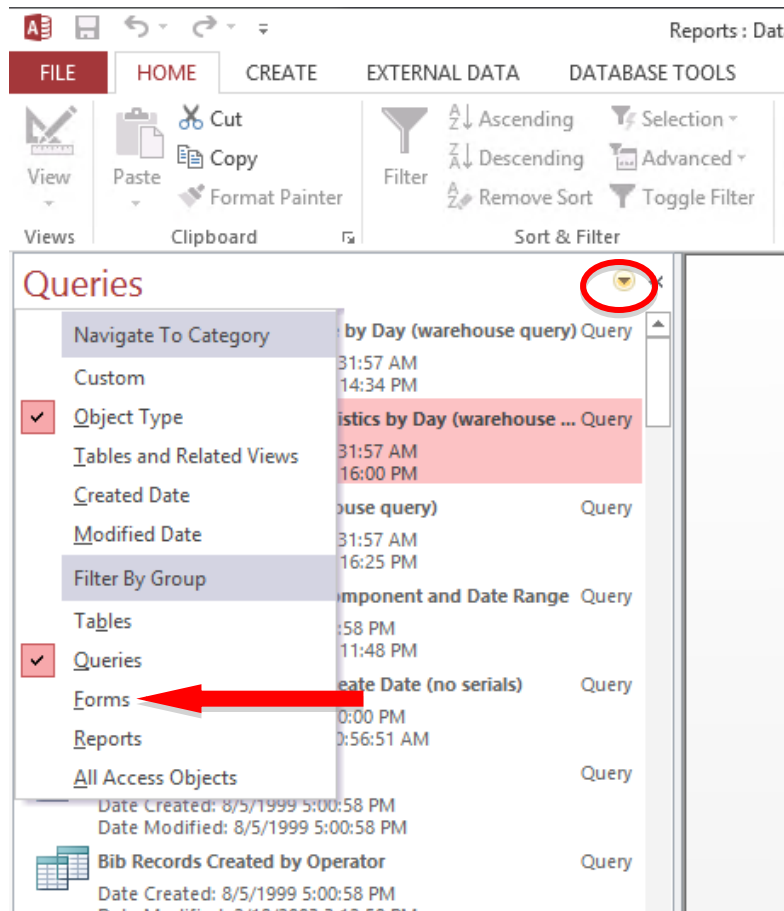 Reports : Dat
FILE HOME CREATE EXTERNAL DATA DATABASE TOOLS
View
Views
Paste
Cut
Copy
Format Painter
Clipboard
Filter
Ascending
Descending
Remove Sort
Selection
Advanced
Toggle Filter
Sort & Filter
Queries
Navigate To Category
Custom
Object Type
Tables and Related Views
Created Date
Modified Date
Filter By Group
Tables
Queries
Forms
Reports
All Access Objects
by Day (warehouse query) Query
31:57 AM
14:34 PM
istics by Day (warehouse ... Query
31:57 AM
16:00 PM
ouse query) Query
31:57 AM
16:25 PM
mponent and Date Range Query
:58 PM
11:48 PM
eate Date (no serials) Query
0:00 PM
0:56:51 AM
Query
Date Created: 8/5/1999 5:00:58 PM
Date Modified: 8/5/1999 5:00:58 PM
Bib Records Created by Operator Query
Date Created: 8/5/1999 5:00:58 PM